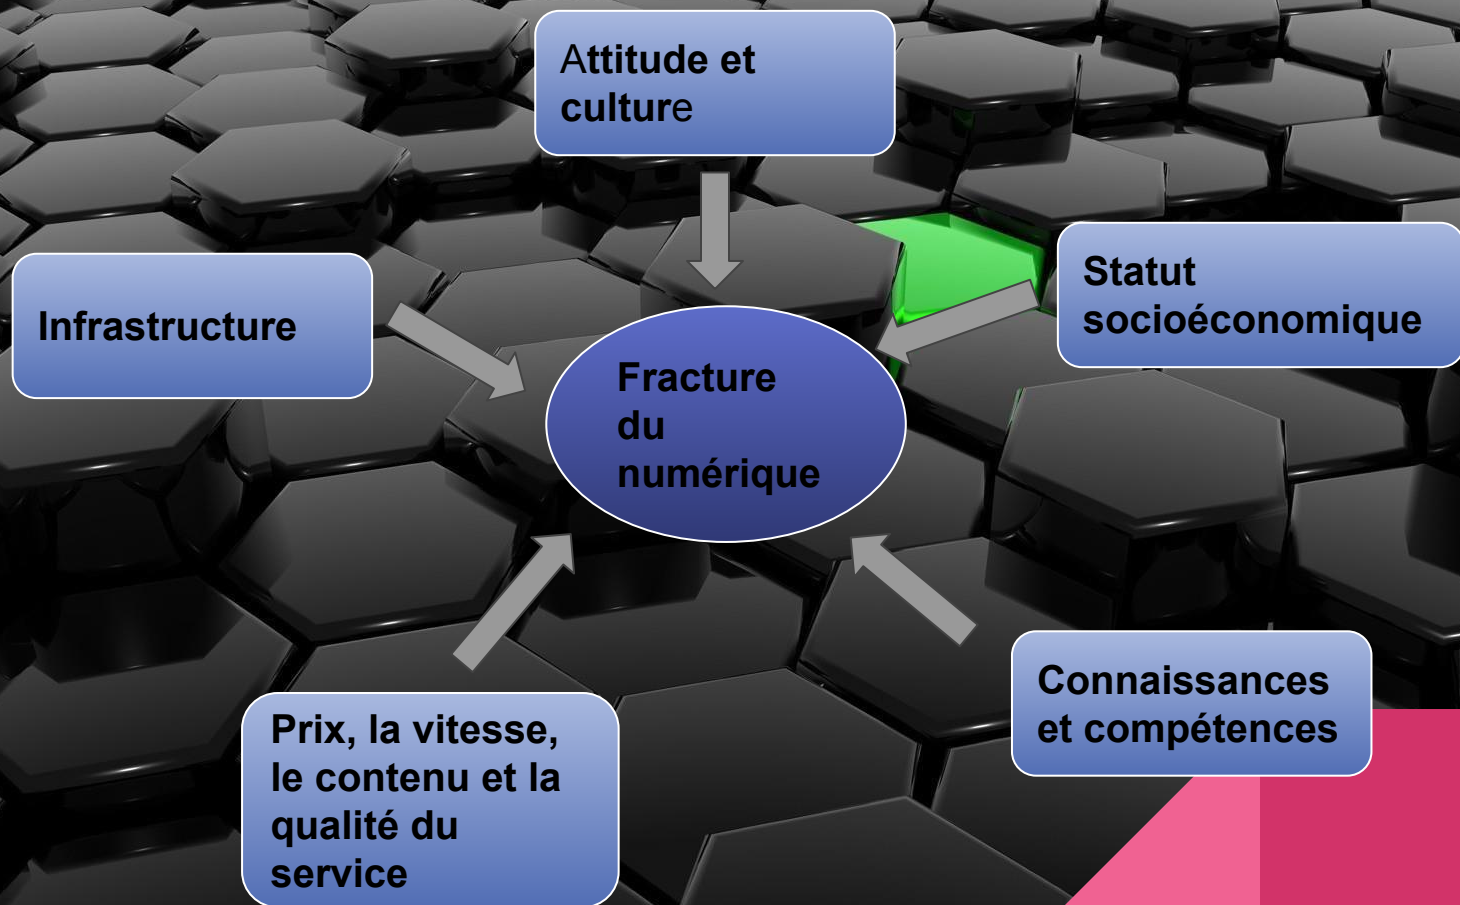 Attitude et
culture
Infrastructure
Statut
socioéconomique
Fracture
du
numérique
Prix, la vitesse,
le contenu et la
qualité du
service
Connaissances
et compétences